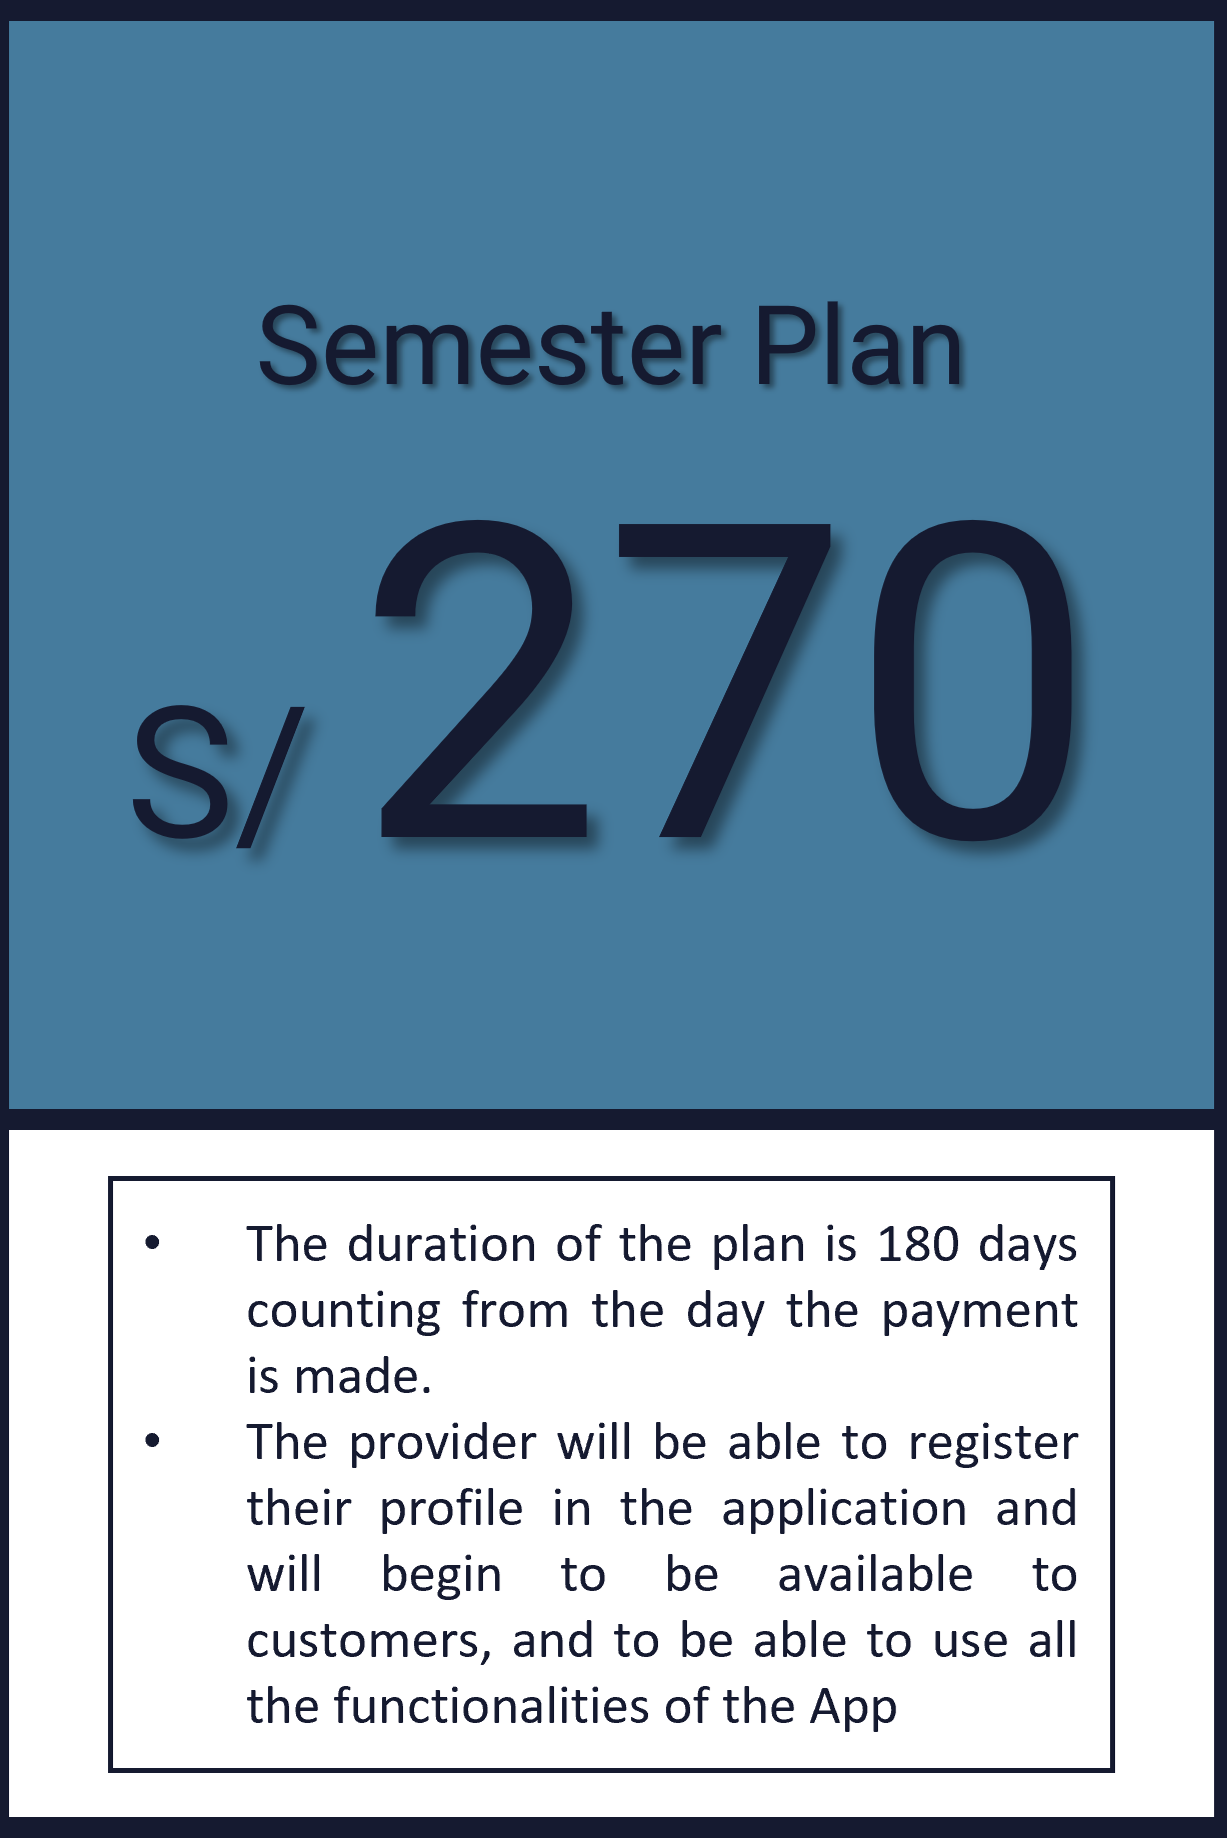 Semester Plan
S/ 270
• The duration of the plan is 180 days
counting from the day the payment
is made.
• The provider will be able to register
their profile in the application and
will begin to be available to
customers, and to be able to use all
the functionalities of the App